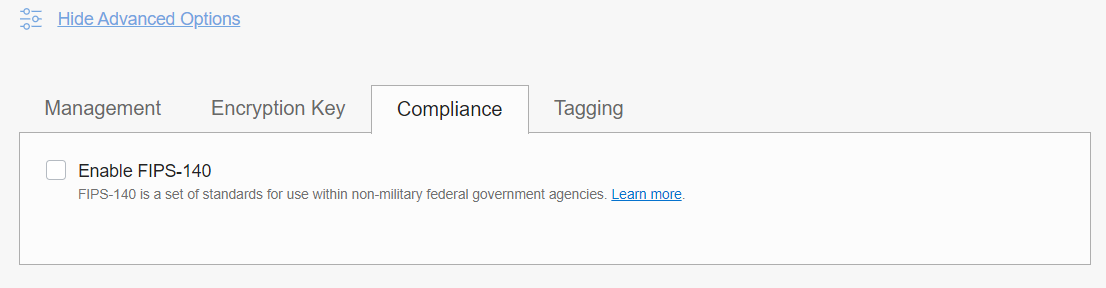 Hide Advanced Options
Management Encryption Key Compliance Tagging
Enable FIPS-140
FIPS-140 is a set of standards for use within non-military federal government agencies. Learn more.